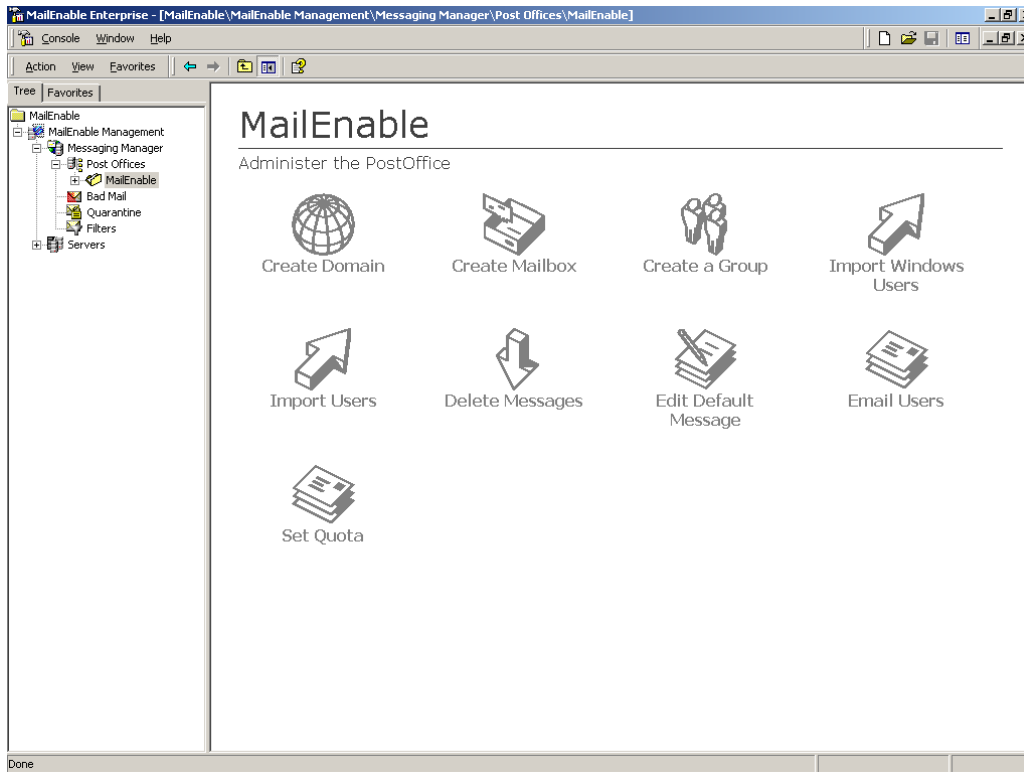 MailEnable Enterprise - [MailEnable\MailEnable Management\Messaging Manager\Post Offices\MailEnable]
Console Window Help
Action View Favorites
Tree Favorites
MailEnable
MailEnable Management
Messaging Manager
Post Offices
MailEnable
Bad Mail
Quarantine
Filters
Servers
MailEnable
Administer the PostOffice
Create Domain
Create Mailbox
Create a Group
Import Windows
Users
Import Users
Delete Messages
Edit Default
Message
Email Users
Set Quota
Done